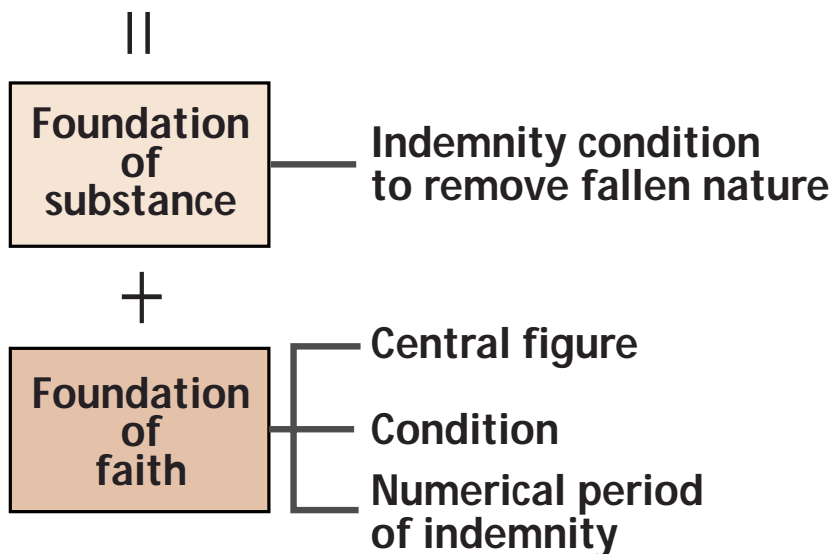 =
Foundation
of
substance
Indemnity condition
to remove fallen nature
+
Foundation
of
faith
Central figure
Condition
Numerical period
of indemnity